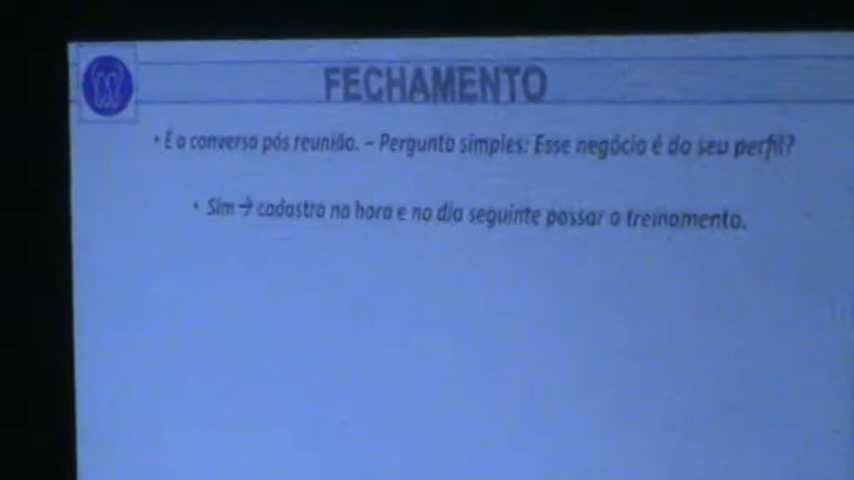 FECHAMENTO
• É a conversa pós reunião. – Pergunta simples: Esse negócio é do seu perfil?
• Sim → cadastra na hora e no dia seguinte passar o treinamento.